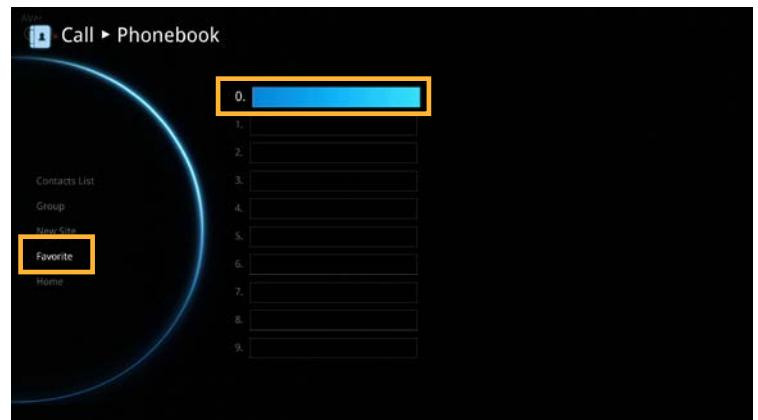 AVer
Call ▸ Phonebook
0.
1.
2.
3.
4.
5.
6.
7.
8.
9.
Contacts List
Group
New Site
Favorite
Home